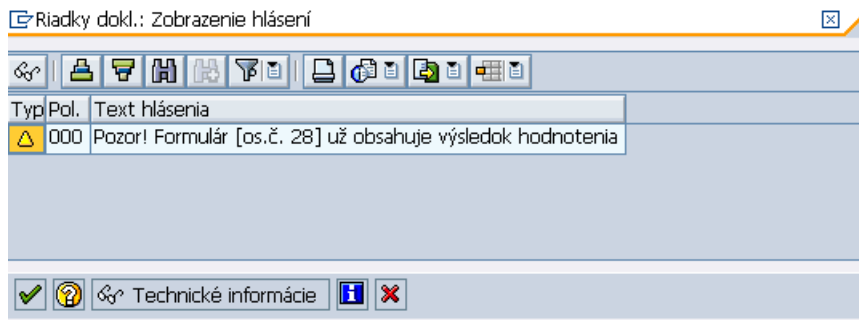 Riadky dokl.: Zobrazenie hlásení
Typ Pol. Text hlásenia
000 Pozor! Formulár [os.č. 28] už obsahuje výsledok hodnotenia
Technické informácie